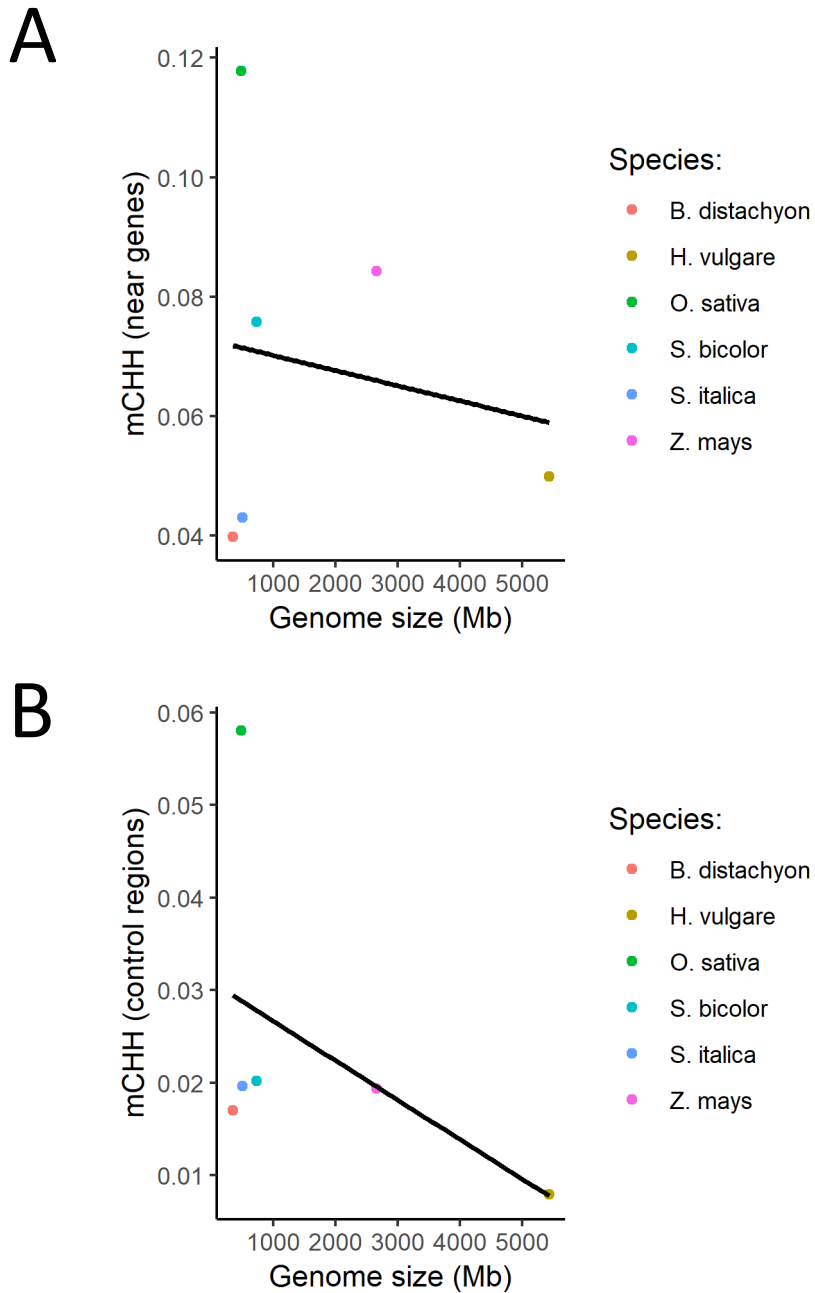 A
0.12
0.10
0.08
0.06
0.04
mCHH (near genes)
1000 2000 3000 4000 5000
Genome size (Mb)
Species:
B. distachyon
H. vulgare
O. sativa
S. bicolor
S. italica
Z. mays
B
0.06
0.05
0.04
0.03
0.02
0.01
mCHH (control regions)
1000 2000 3000 4000 5000
Genome size (Mb)
Species:
B. distachyon
H. vulgare
O. sativa
S. bicolor
S. italica
Z. mays